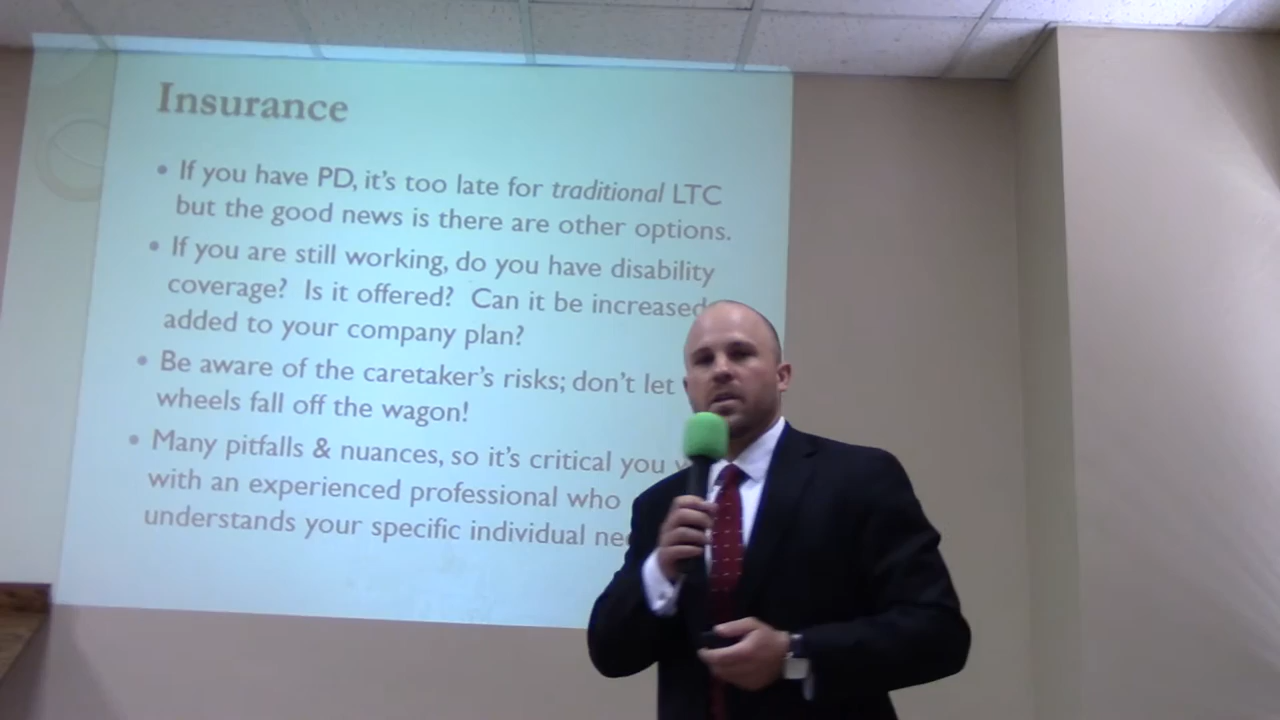 Insurance
• If you have PD, it's too late for traditional LTC
but the good news is there are other options.
• If you are still working, do you have disability
coverage? Is it offered? Can it be increased
added to your company plan?
• Be aware of the caretaker's risks; don't let
wheels fall off the wagon!
• Many pitfalls & nuances, so it's critical you
with an experienced professional who
understands your specific individual